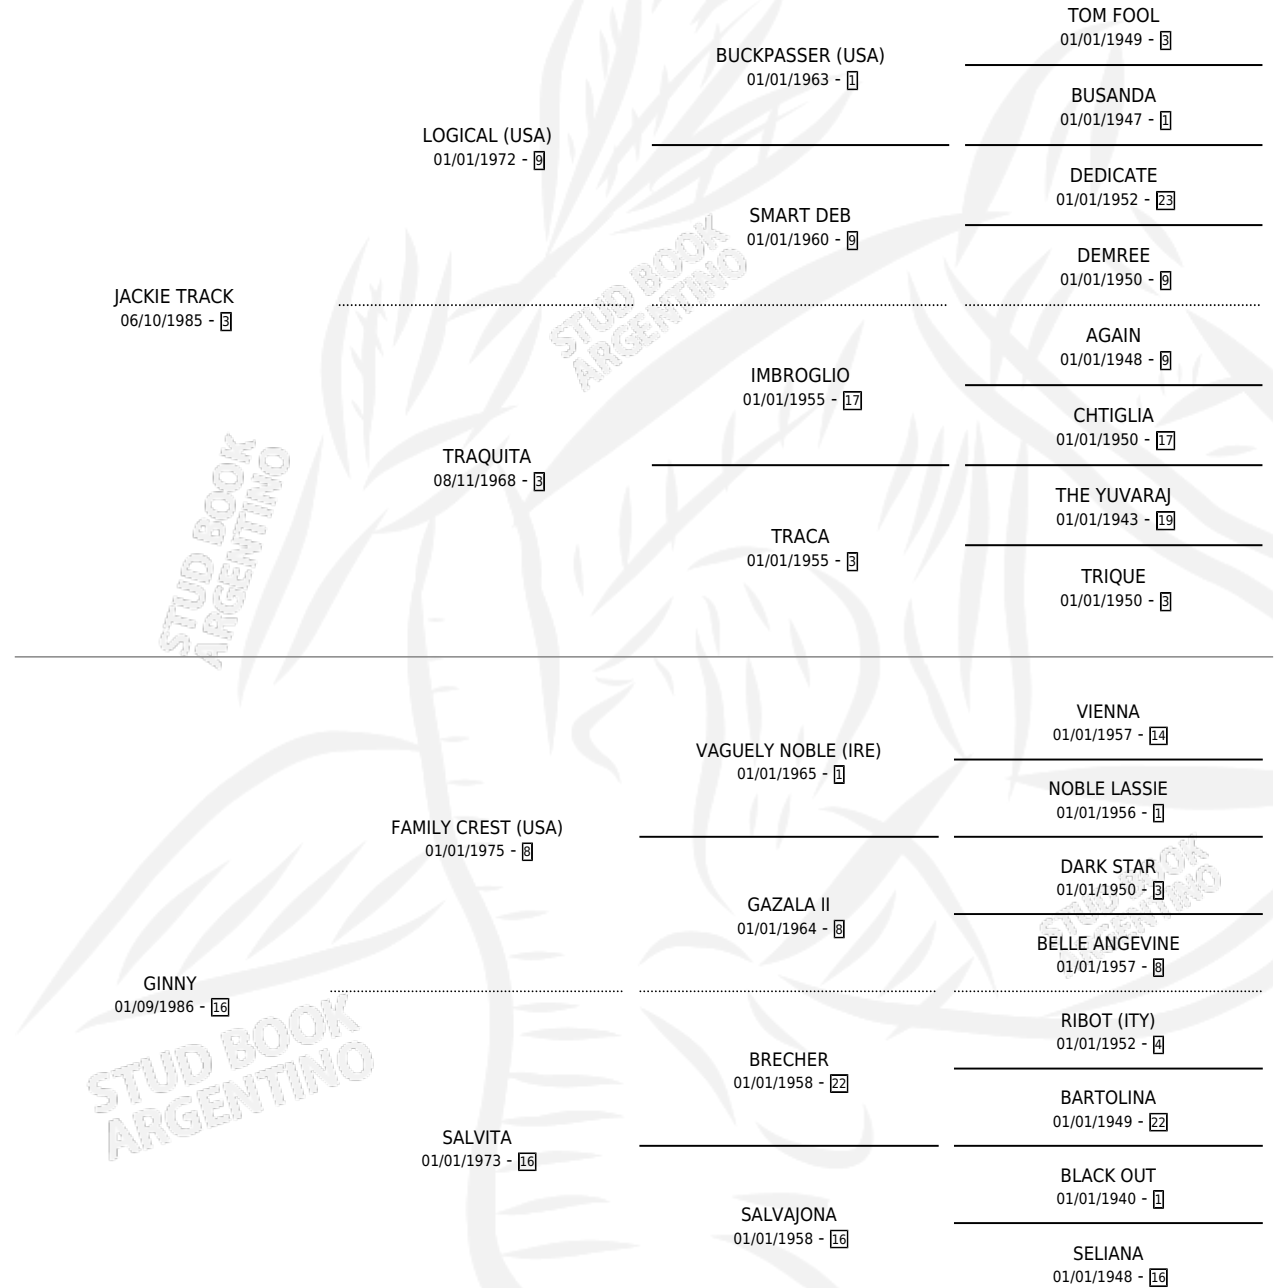 TOM FOOL
01/01/1949 - 3
BUCKPASSER (USA)
01/01/1963 - 1
BUSANDA
01/01/1947 - 1
LOGICAL (USA)
01/01/1972 - 9
DEDICATE
01/01/1952 - 23
SMART DEB
01/01/1960 - 9
DEMREE
01/01/1950 - 9
JACKIE TRACK
06/10/1985 - 3
STUD BOOK
ARGENTINO
AGAIN
01/01/1948 - 9
IMBROGLIO
01/01/1955 - 17
CHTIGLIA
01/01/1950 - 17
TRAQUITA
08/11/1968 - 3
THE YUVARAJ
01/01/1943 - 19
TRACA
01/01/1955 - 3
TRIQUE
01/01/1950 - 3
STUD BOOK
ARGENTINO
VIENNA
01/01/1957 - 14
VAGUELY NOBLE (IRE)
01/01/1965 - 1
NOBLE LASSIE
01/01/1956 - 1
FAMILY CREST (USA)
01/01/1975 - 8
DARK STAR
01/01/1950 - 3
GAZALA II
01/01/1964 - 8
BELLE ANGEVINE
01/01/1957 - 8
STUD BOOK
ARGENTINO
GINNY
01/09/1986 - 16
RIBOT (ITY)
01/01/1952 - 4
BRECHER
01/01/1958 - 22
BARTOLINA
01/01/1949 - 22
STUD BOOK
ARGENTINO
SALVITA
01/01/1973 - 16
BLACK OUT
01/01/1940 - 1
SALVAJONA
01/01/1958 - 16
SELIANA
01/01/1948 - 16